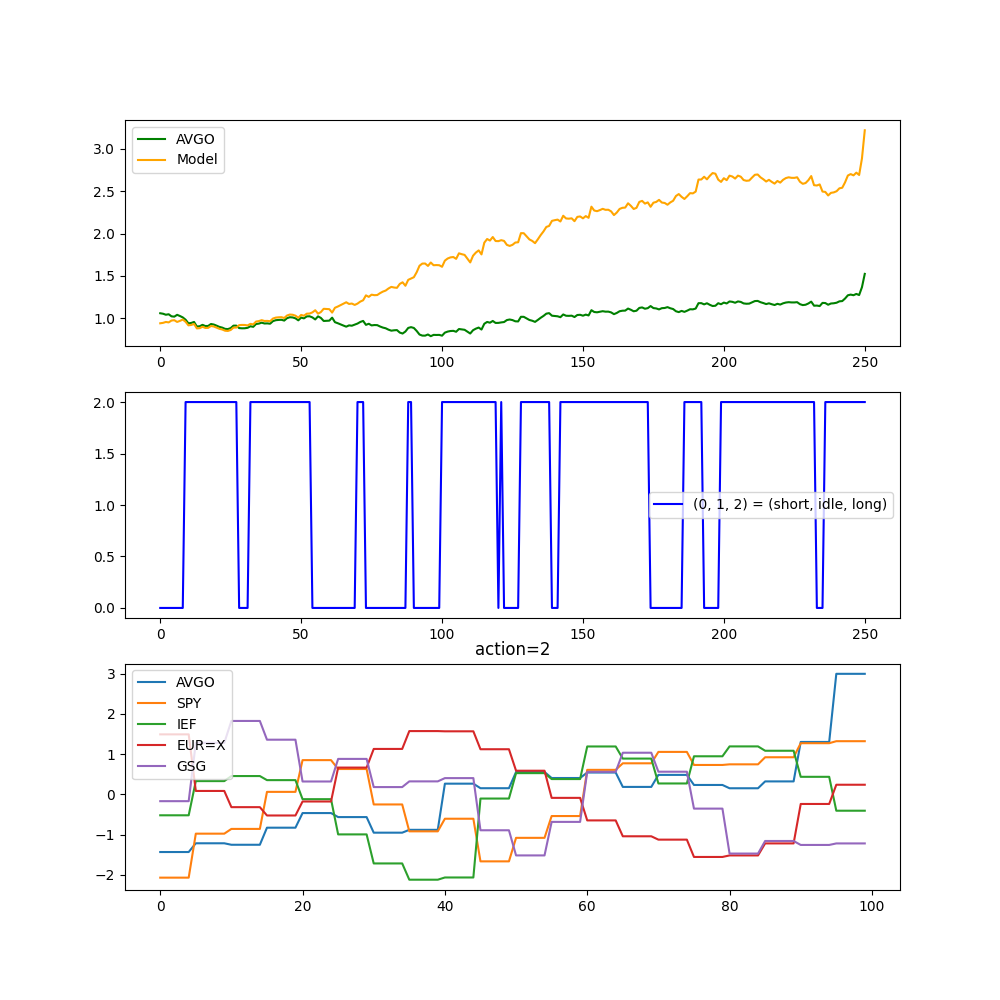 AVGO
Model
3.0
2.5
2.0
1.5
1.0
0 50 100 150 200 250
2.0
1.5
1.0
0.5
0.0
(0, 1, 2) = (short, idle, long)
0 50 100 150 200 250
action=2
AVGO
SPY
IEF
EUR=X
GSG
3
2
1
0
−1
−2
0 20 40 60 80 100